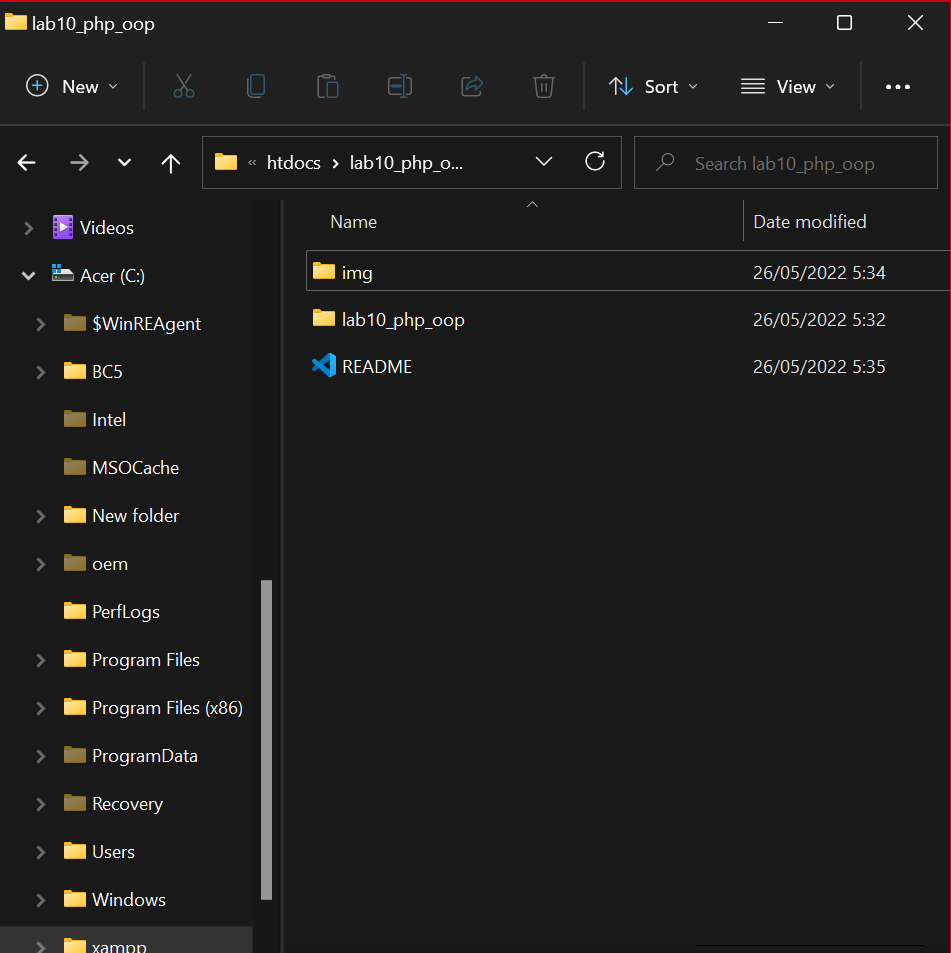 lab10_php_oop
New
Sort
View
« htdocs > lab10_php_o...
Search lab10_php_oop
Name
Date modified
img 26/05/2022 5:34
lab10_php_oop 26/05/2022 5:32
README 26/05/2022 5:35
Videos
Acer (C:)
$WinREAgent
BC5
Intel
MSOCache
New folder
oem
PerfLogs
Program Files
Program Files (x86)
ProgramData
Recovery
Users
Windows
xampp